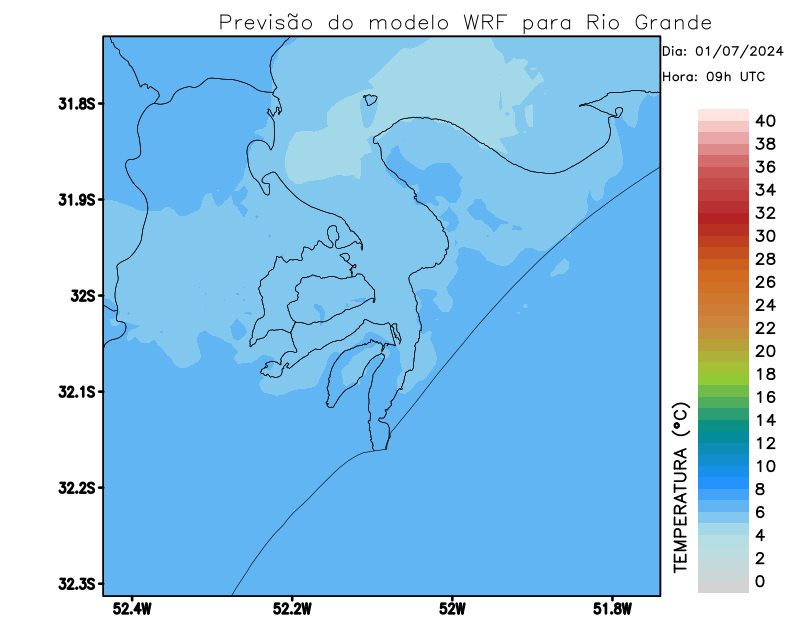 Previsão do modelo WRF para Rio Grande
Dia: 01/07/2024
Hora: 09h UTC
31.8S
31.9S
32S
32.1S
32.2S
32.3S
52.4W
52.2W
52W
51.8W
TEMPERATURA (°C)
40
38
36
34
32
30
28
26
24
22
20
18
16
14
12
10
8
6
4
2
0